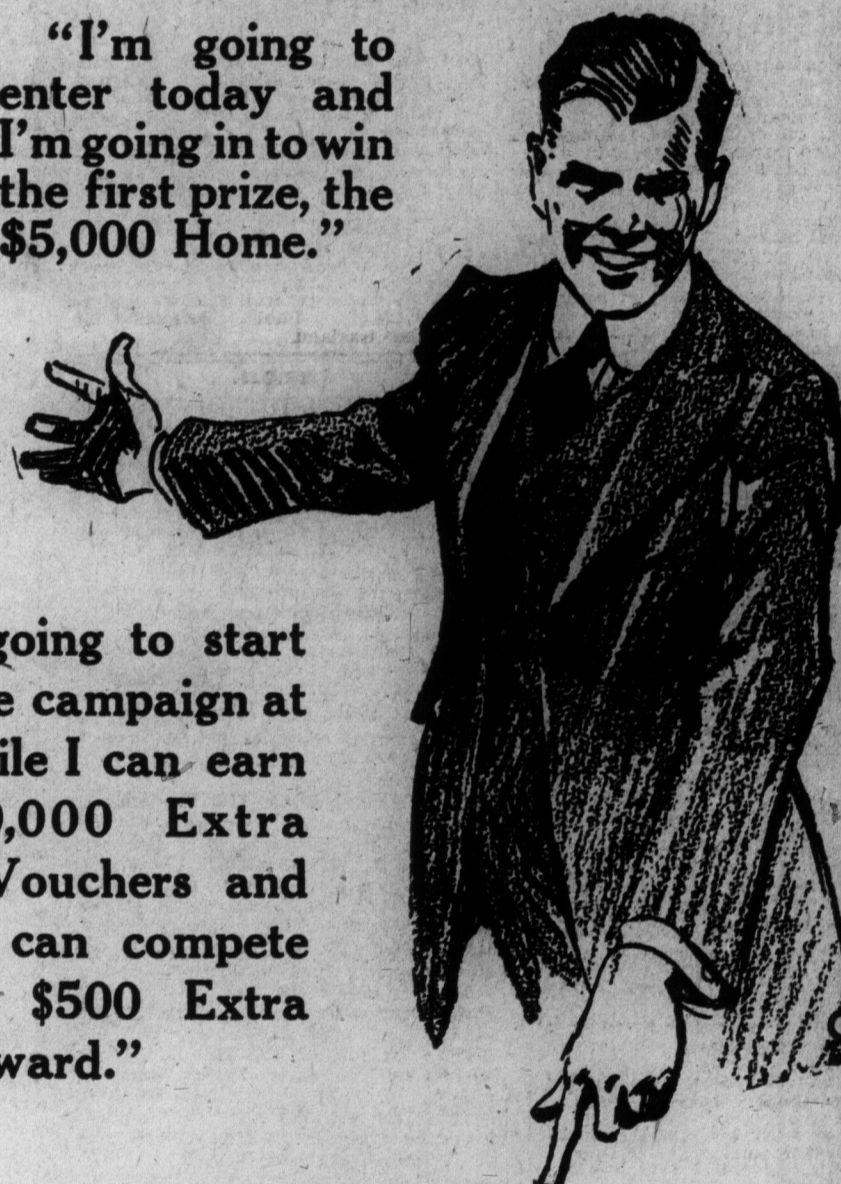 “I’m going to
enter today and
I’m going in to win
the first prize, the
$5,000 Home.”
going to start
campaign at
I can earn
,000 Extra
Vouchers and
can compete
$500 Extra
ward.”